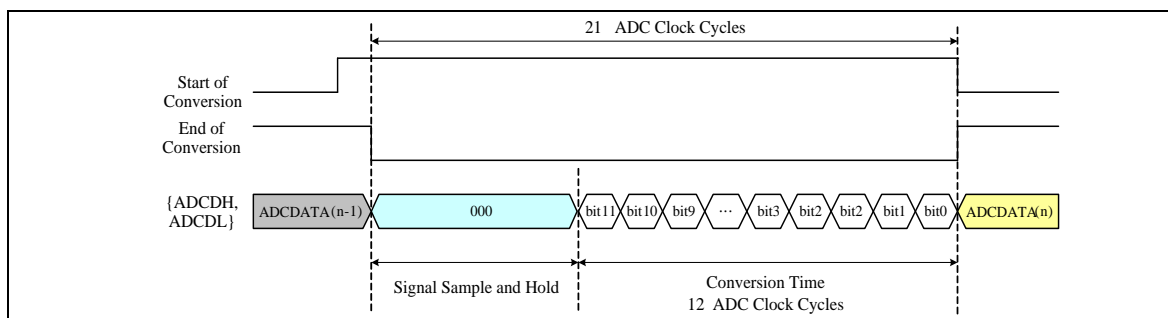 21 ADC Clock Cycles
Start of
Conversion
End of
Conversion
{ADCDH,
ADCDL}
ADCDATA(n-1)
000
bit11
bit10
bit9
...
bit3
bit2
bit2
bit1
bit0
ADCDATA(n)
Signal Sample and Hold
Conversion Time
12 ADC Clock Cycles